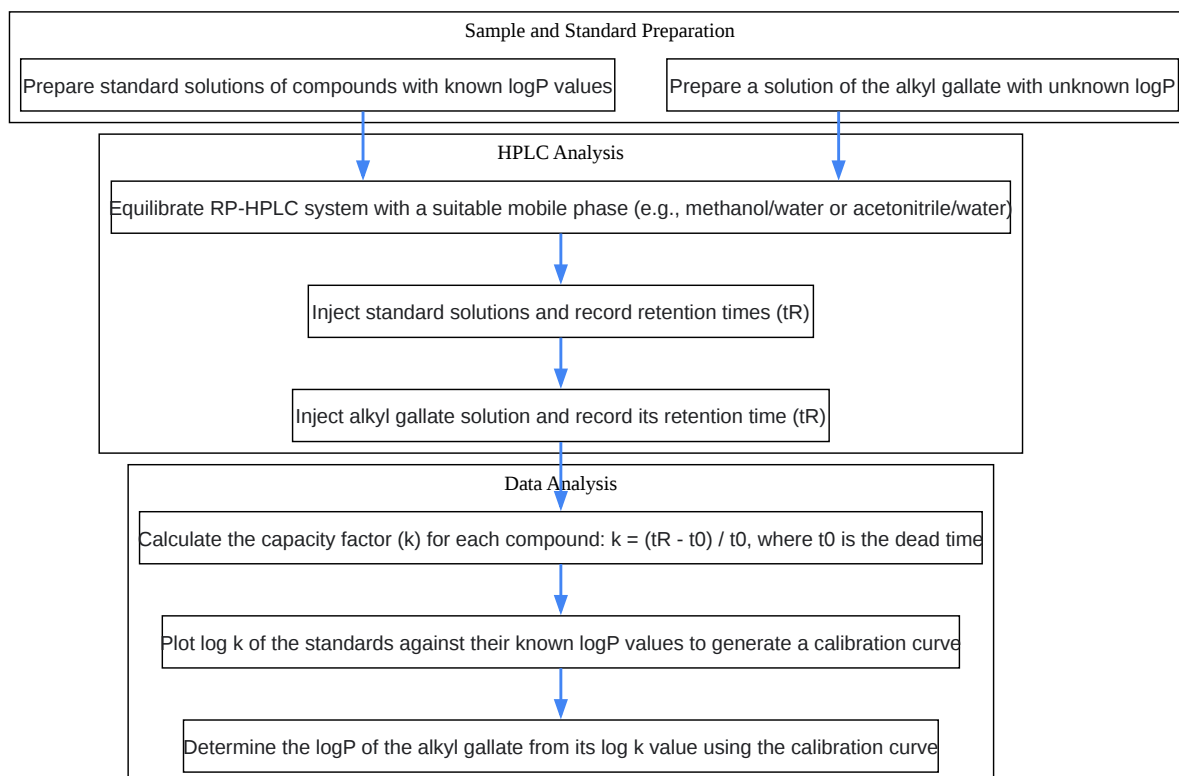 Sample and Standard Preparation
Prepare standard solutions of compounds with known logP values
Prepare a solution of the alkyl gallate with unknown logP
HPLC Analysis
Equilibrate RP-HPLC system with a suitable mobile phase (e.g., methanol/water or acetonitrile/water)
Inject standard solutions and record retention times (tR)
Inject alkyl gallate solution and record its retention time (tR)
Data Analysis
Calculate the capacity factor (k) for each compound: k = (tR - t0) / t0, where t0 is the dead time
Plot log k of the standards against their known logP values to generate a calibration curve
Determine the logP of the alkyl gallate from its log k value using the calibration curve